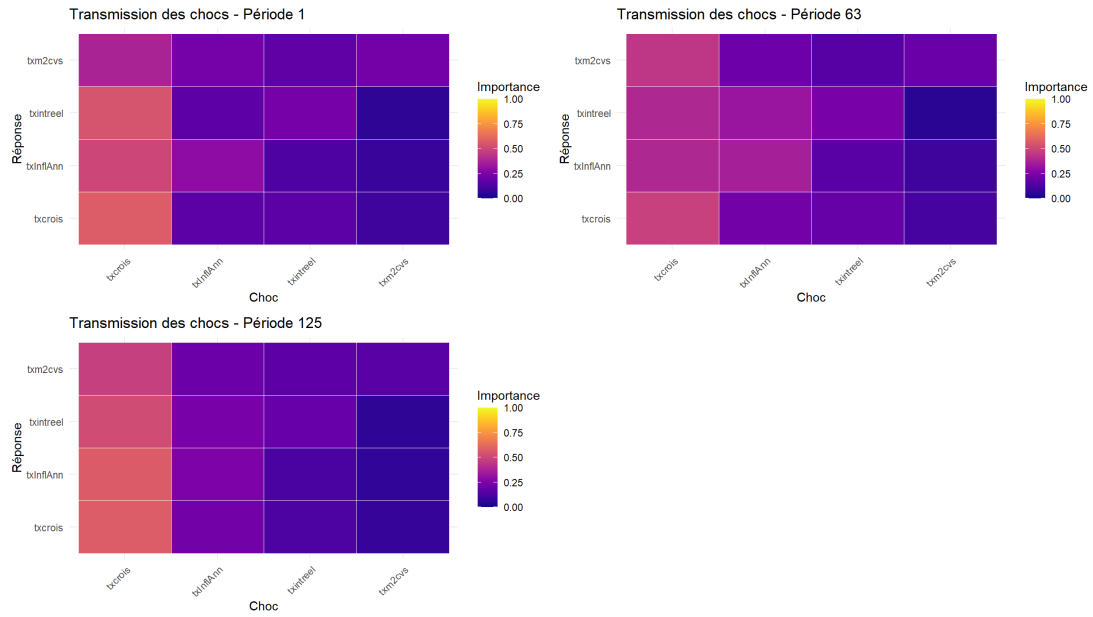 Transmission des chocs - Période 1
Réponse
txm2cvs
txintreel
txInflAnn
txcrois
txcrois
txInflAnn
txintreel
txm2cvs
Choc
Importance
1.00
0.75
0.50
0.25
0.00
Transmission des chocs - Période 63
Réponse
txm2cvs
txintreel
txInflAnn
txcrois
txcrois
txInflAnn
txintreel
txm2cvs
Choc
Importance
1.00
0.75
0.50
0.25
0.00
Transmission des chocs - Période 125
Réponse
txm2cvs
txintreel
txInflAnn
txcrois
txcrois
txInflAnn
txintreel
txm2cvs
Choc
Importance
1.00
0.75
0.50
0.25
0.00